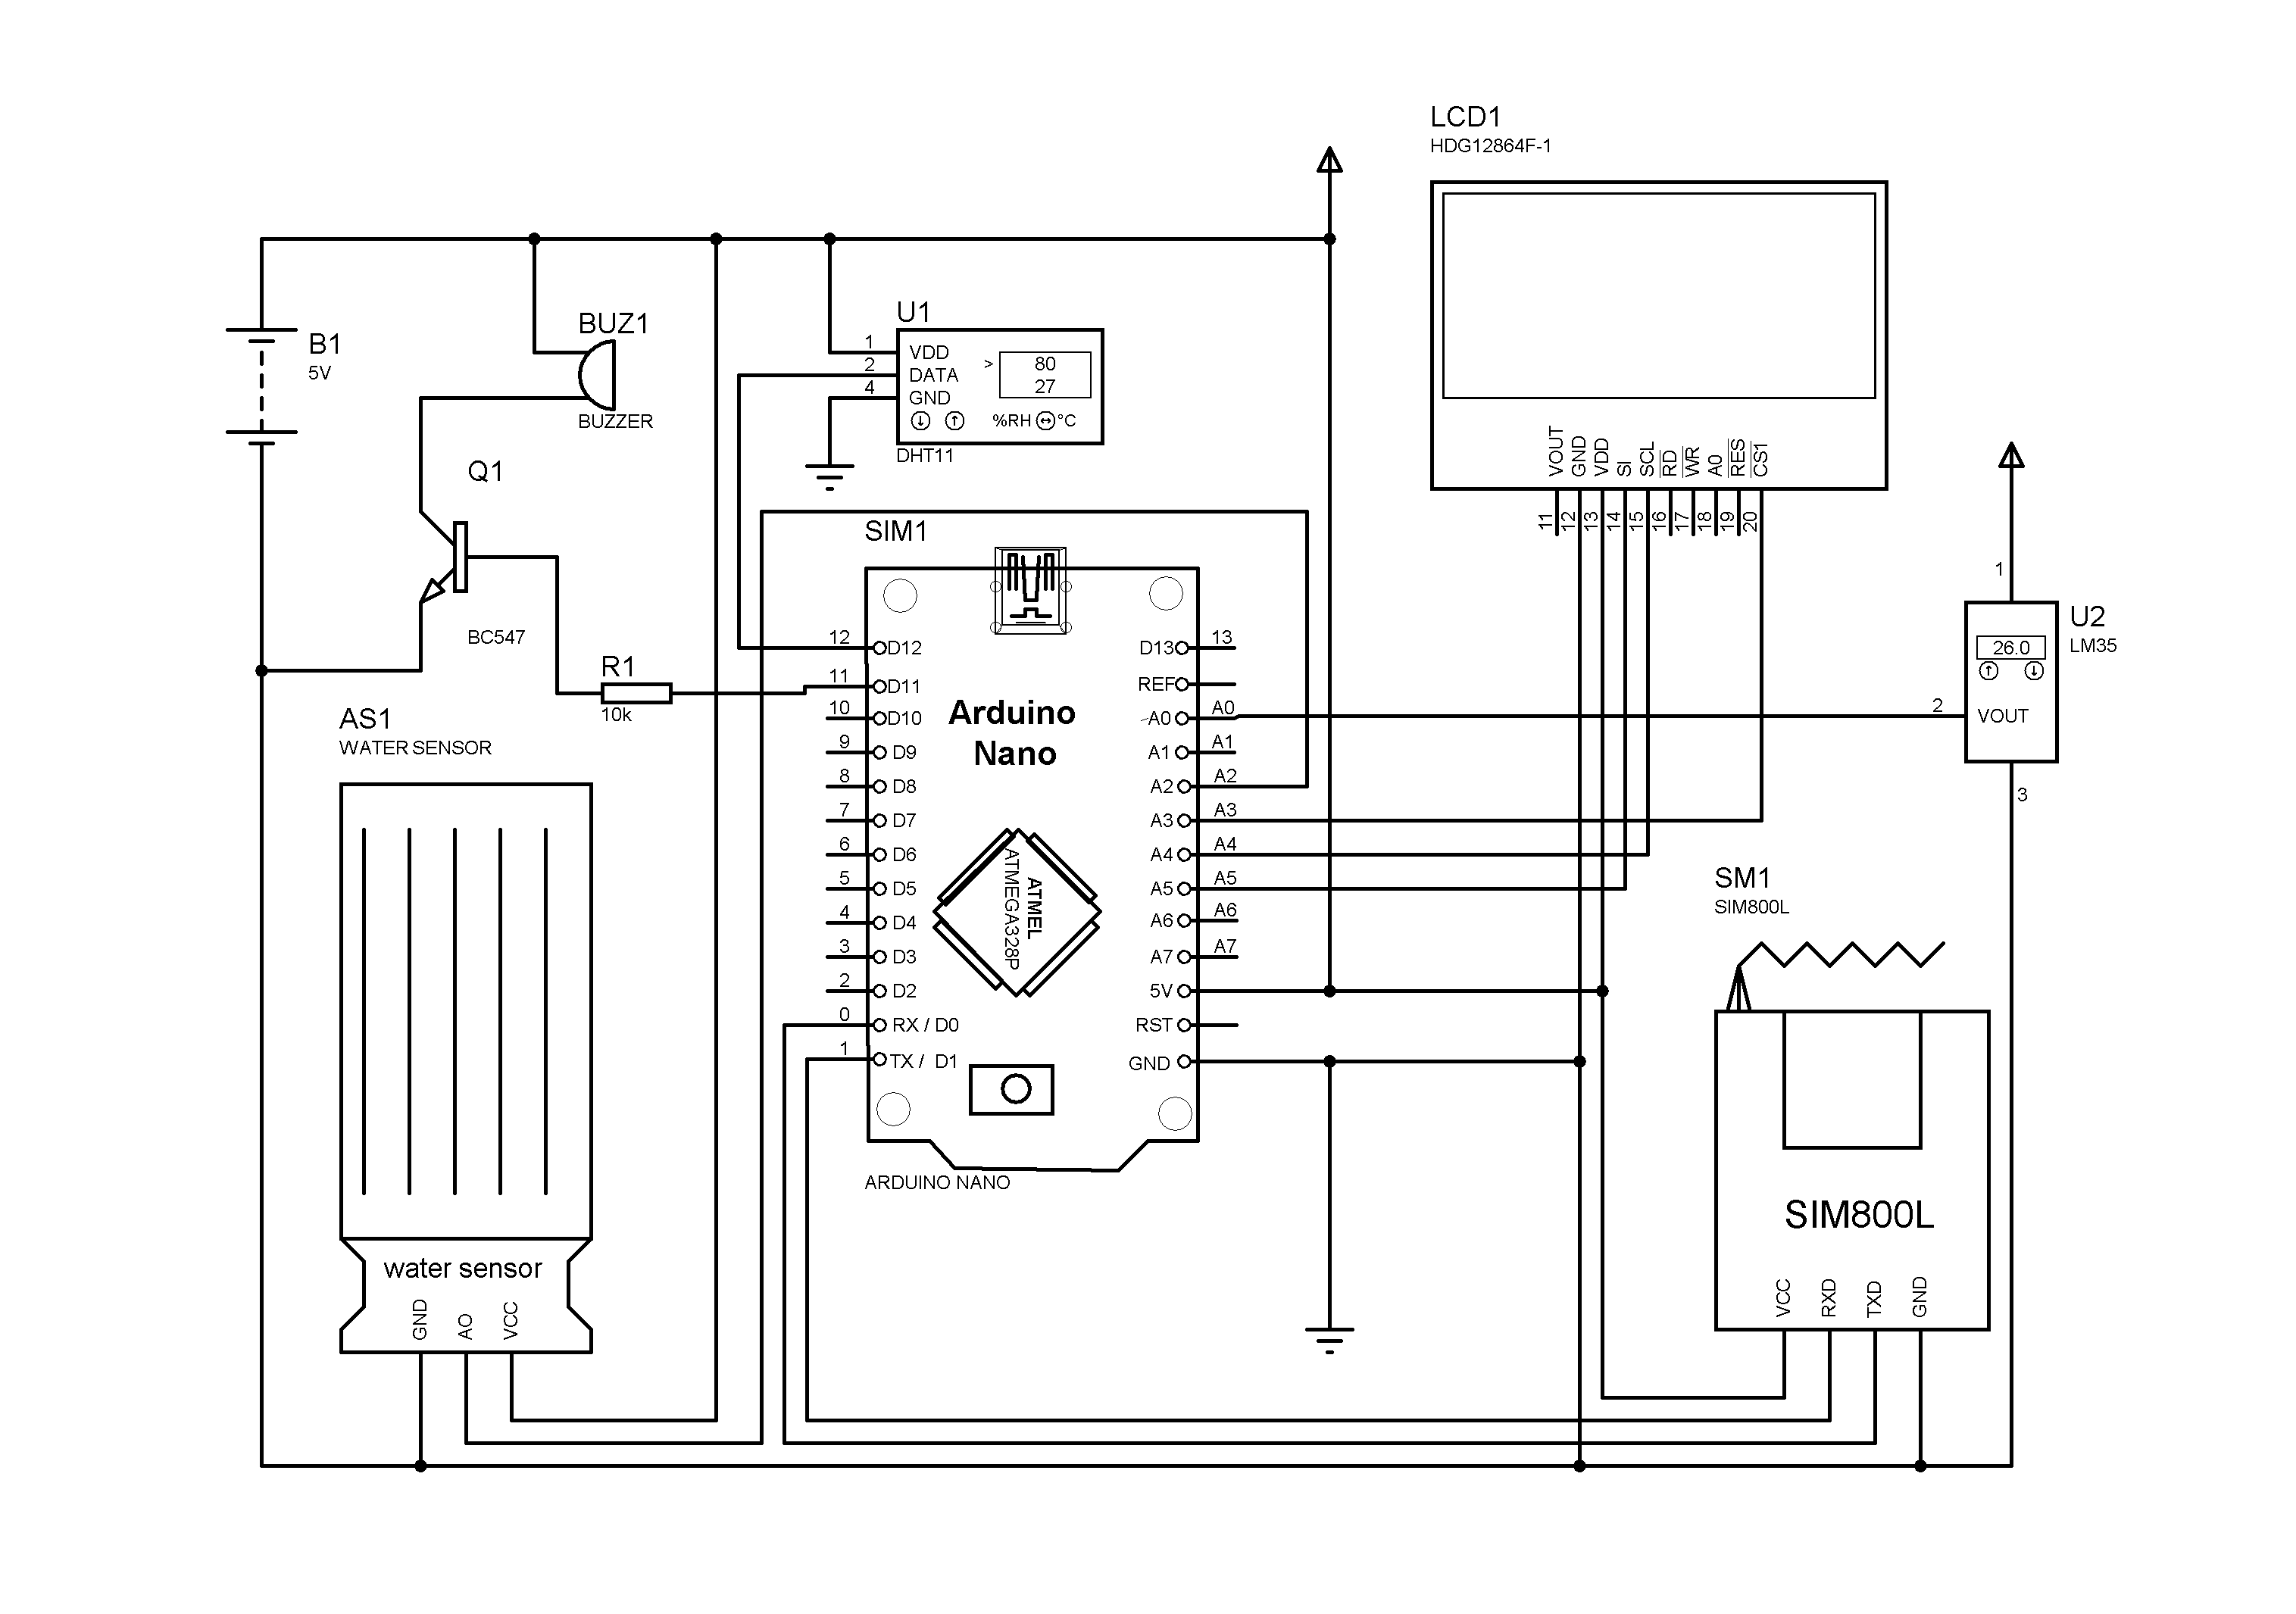 LCD1
HDG12864F-1
VOUT
GND
VDD
SI
SCL
RD
WR
A0
RES
CS1
11
12
13
14
15
16
17
18
19
20
B1
5V
BUZ1
BUZZER
U1
1
2
4
VDD
DATA
GND
>
80
27
%RH
°C
DHT11
Q1
BC547
R1
10k
SIM1
Arduino
Nano
ATMEL
ATMEGA328P
12 D12
11 D11
10 D10
9 D9
8 D8
7 D7
6 D6
5 D5
4 D4
3 D3
2 D2
0 RX / D0
1 TX / D1
D13 13
REF
A0 A0
A1 A1
A2 A2
A3 A3
A4 A4
A5 A5
A6 A6
A7 A7
5V
RST
GND
ARDUINO NANO
1
U2
LM35
26.0
2
VOUT
3
AS1
WATER SENSOR
water sensor
GND
AO
VCC
SM1
SIM800L
SIM800L
VCC
RXD
TXD
GND